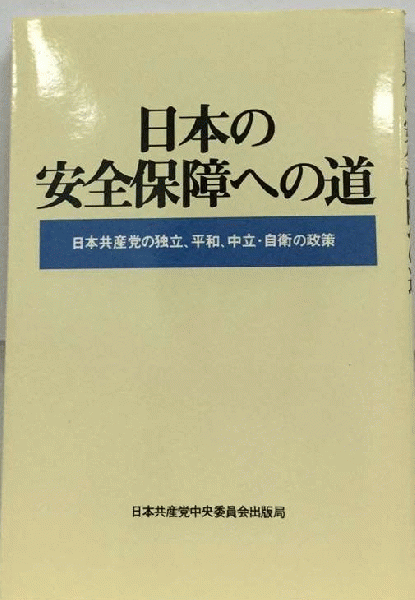 日本の
安全保障への道
日本共産党の独立、平和、中立・自衛の政策
日本共産党中央委員会出版局